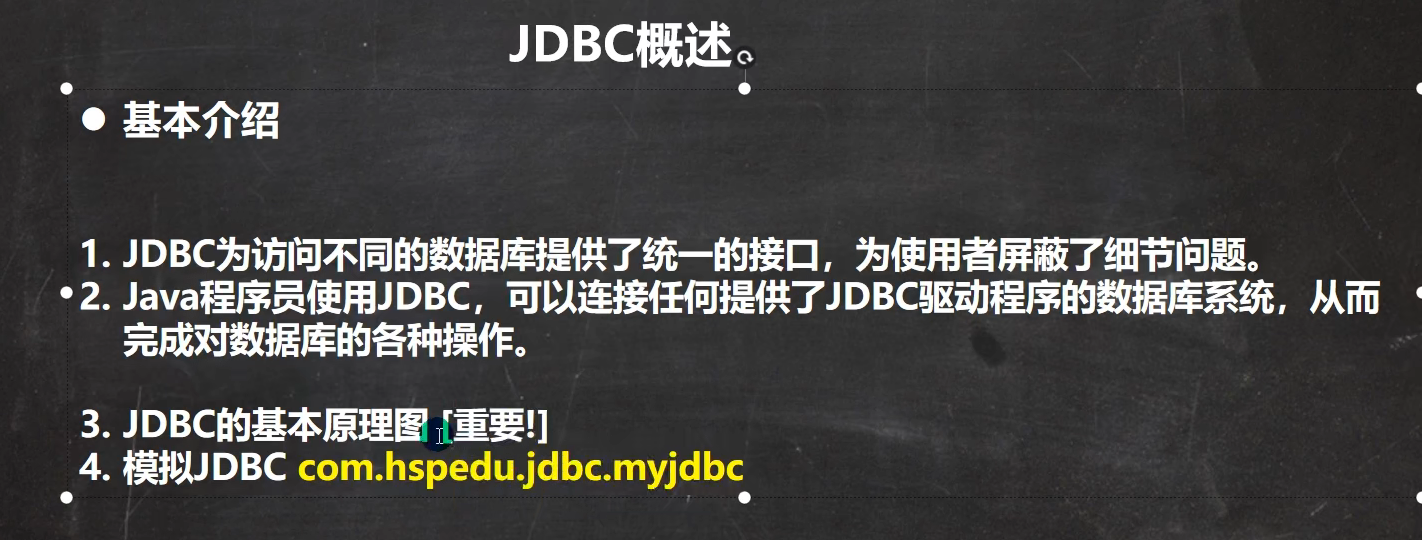 JDBC概述
● 基本介绍
1. JDBC为访问不同的数据库提供了统一的接口，为使用者屏蔽了细节问题。
2. Java程序员使用JDBC，可以连接任何提供了JDBC驱动程序的数据库系统，从而
完成对数据库的各种操作。
3. JDBC的基本原理图 [重要!]
4. 模拟JDBC com.hspedu.jdbc.myjdbc